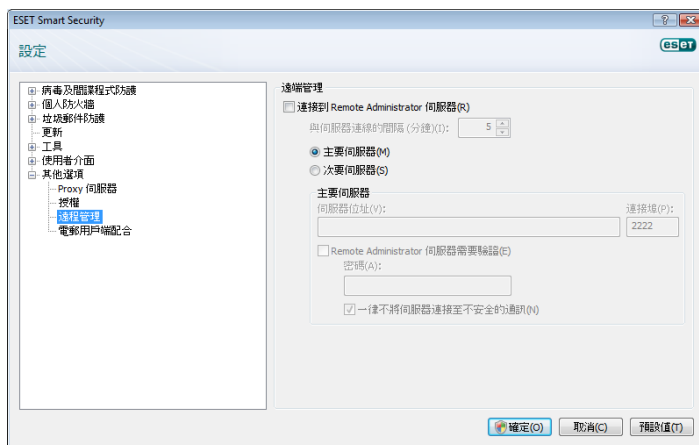 ESET Smart Security
設定
eset
病毒及間諜程式防護
個人防火牆
垃圾郵件防護
更新
工具
使用者介面
其他選項
Proxy 伺服器
授權
遠程管理
電郵用戶端配合
遠端管理
連接到 Remote Administrator 伺服器(R)
與伺服器連線的間隔 (分鐘)(I):
5
主要伺服器(M)
次要伺服器(S)
主要伺服器
伺服器位址(V):
連接埠(P):
2222
Remote Administrator 伺服器需要驗證(E)
密碼(A):
一律不將伺服器連接至不安全的通訊(N)
確定(O)
取消(C)
預設值(T)